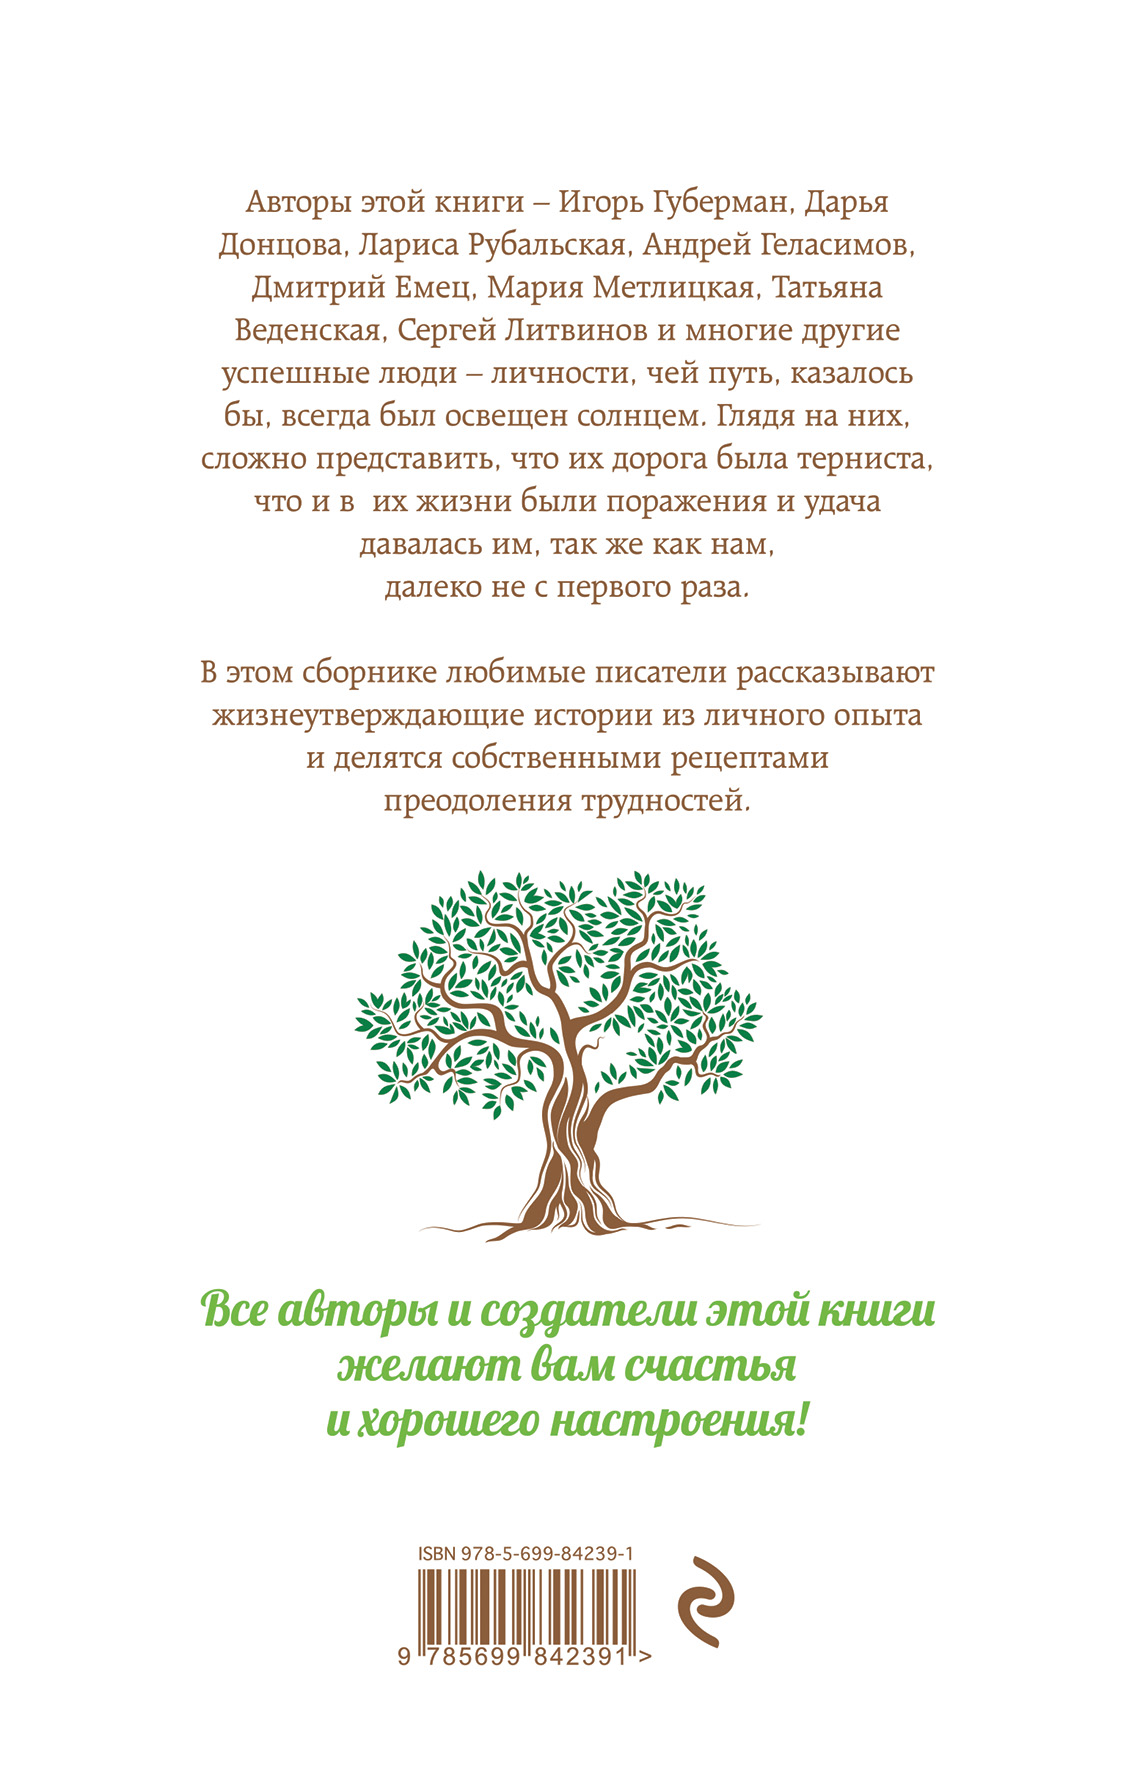 Авторы этой книги – Игорь Губерман, Дарья
Донцова, Лариса Рубальская, Андрей Геласимов,
Дмитрий Емец, Мария Метлицкая, Татьяна
Веденская, Сергей Литвинов и многие другие
успешные люди – личности, чей путь, казалось
бы, всегда был освещен солнцем. Глядя на них,
сложно представить, что их дорога была терниста,
что и в их жизни были поражения и удача
давалась им, так же как нам,
далеко не с первого раза.
В этом сборнике любимые писатели рассказывают
жизнеутверждающие истории из личного опыта
и делятся собственными рецептами
преодоления трудностей.
Все авторы и создатели этой книги
желают вам счастья
и хорошего настроения!
ISBN 978-5-699-84239-1
9 785699 842391 >